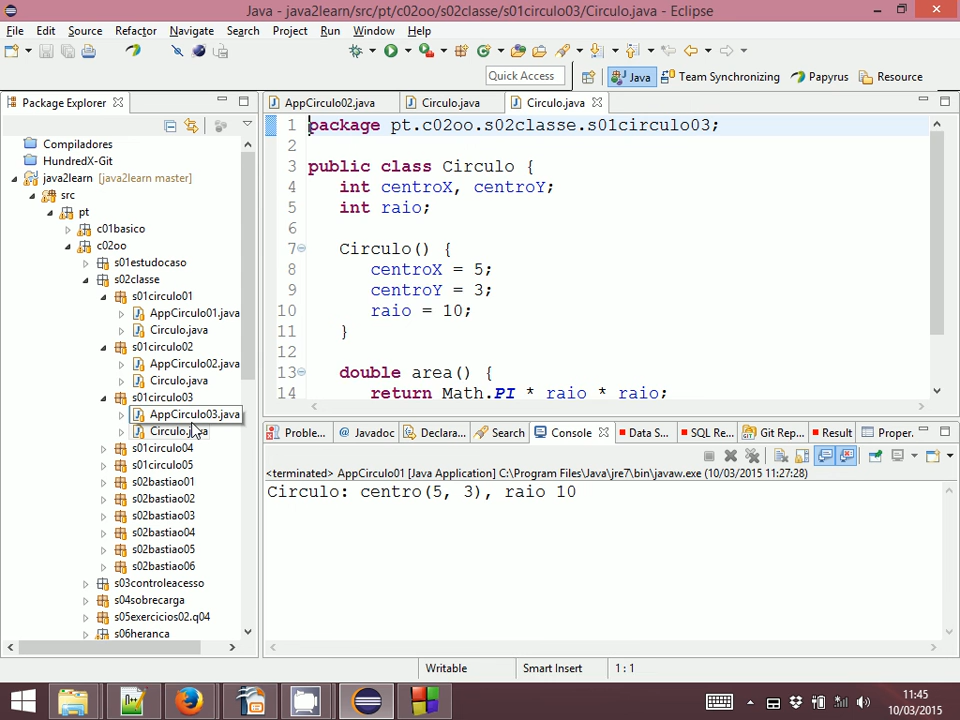 Java - java2learn/src/pt/c02oo/s02classe/s01circulo03/Circulo.java - Eclipse
File Edit Source Refactor Navigate Search Project Run Window Help
Quick Access Java Team Synchronizing Papyrus Resource
Package Explorer
AppCirculo02.java Circulo.java Circulo.java
Compiladores
HundredX-Git
java2learn [java2learn master]
src
pt
c01basico
c02oo
s01estudocaso
s02classe
s01circulo01
AppCirculo01.java
Circulo.java
s01circulo02
AppCirculo02.java
Circulo.java
s01circulo03
AppCirculo03.java
Circulo.java
s01circulo04
s01circulo05
s02bastiao01
s02bastiao02
s02bastiao03
s02bastiao04
s02bastiao05
s02bastiao06
s03controleacesso
s04sobrecarga
s05exercicios02.q04
s06heranca
1 package pt.c02oo.s02classe.s01circulo03;
2
3 public class Circulo {
4 int centroX, centroY;
5 int raio;
6
7 Circulo() {
8 centroX = 5;
9 centroY = 3;
10 raio = 10;
11 }
12
13 double area() {
14 return Math.PI * raio * raio;
Proble... Javadoc Declara... Search Console Data S... SQL Re... Git Rep... Result Proper.
<terminated> AppCirculo01 [Java Application] C:\Program Files\Java\jre7\bin\javaw.exe (10/03/2015 11:27:28)
Circulo: centro(5, 3), raio 10
Writable Smart Insert 1 : 1
11:45
10/03/2015